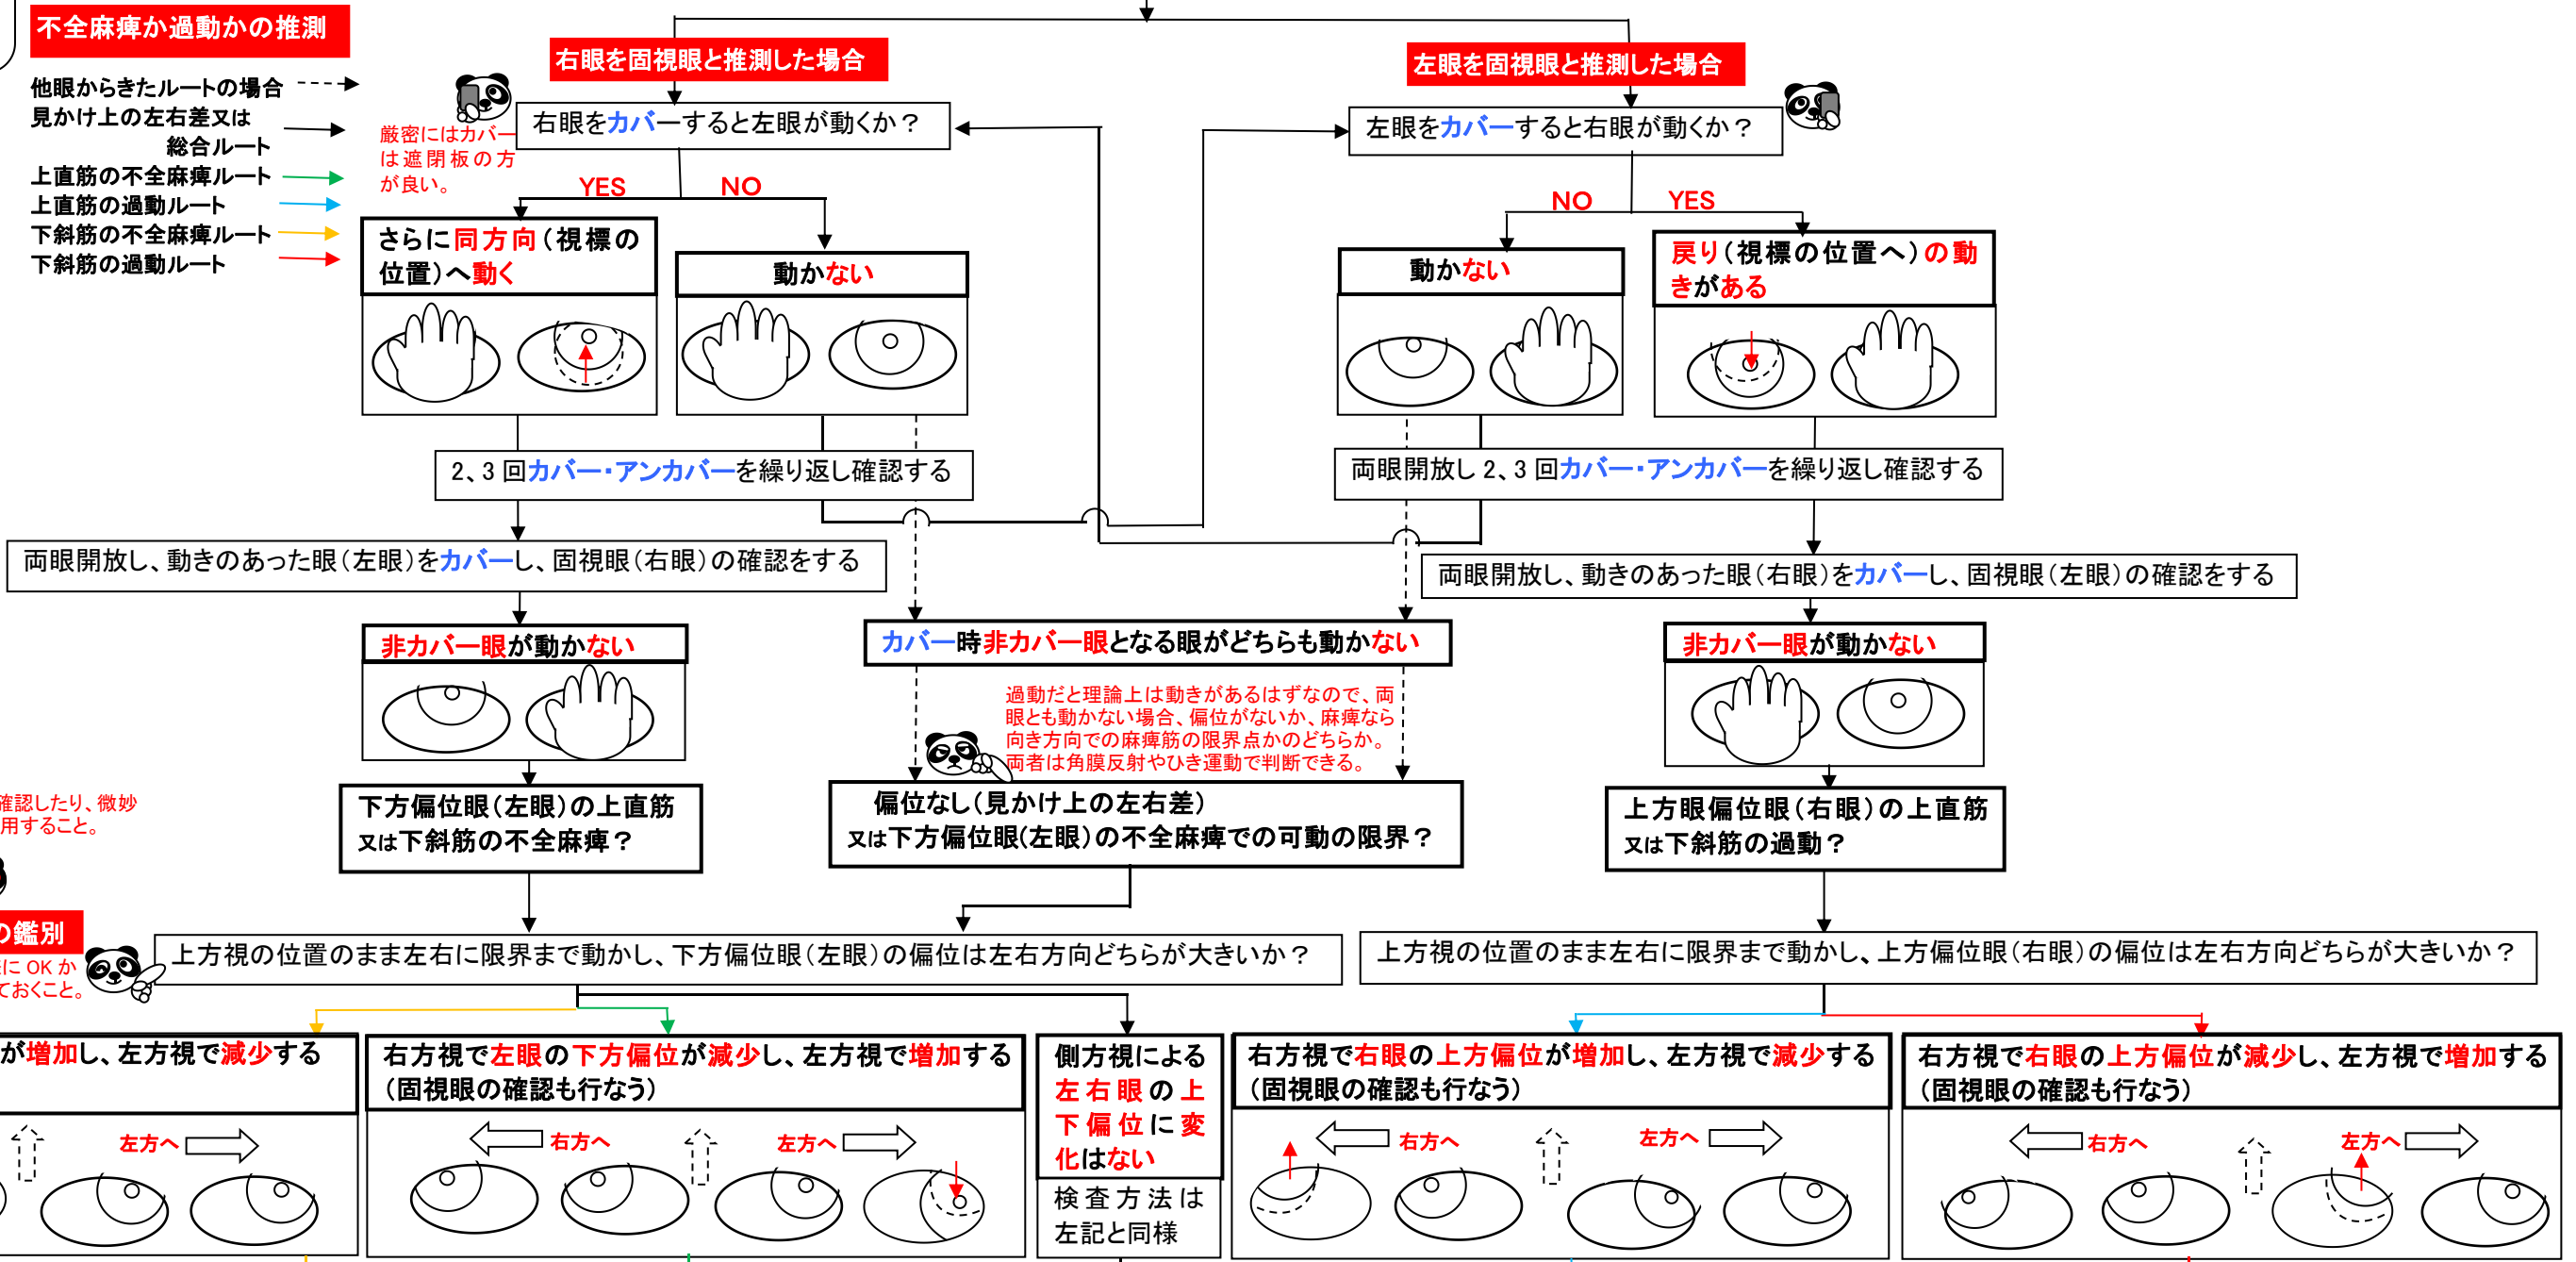 不全麻痺か過動かの推測
他眼からきたルートの場合
見かけ上の左右差又は
総合ルート
上直筋の不全麻痺ルート
上直筋の過動ルート
下斜筋の不全麻痺ルート
下斜筋の過動ルート
右眼を固視眼と推測した場合
厳密にはカバー
は遮閉板の方
が良い。
右眼をカバーすると左眼が動くか？
YES
NO
さらに同方向（視標の
位置）へ動く
動かない
2、3 回カバー・アンカバーを繰り返し確認する
両眼開放し、動きのあった眼（左眼）をカバーし、固視眼（右眼）の確認をする
非カバー眼が動かない
下方偏位眼（左眼）の上直筋
又は下斜筋の不全麻痺？
左眼を固視眼と推測した場合
左眼をカバーすると右眼が動くか？
NO
YES
動かない
戻り（視標の位置へ）の動
きがある
両眼開放し 2、3 回カバー・アンカバーを繰り返し確認する
両眼開放し、動きのあった眼（右眼）をカバーし、固視眼（左眼）の確認をする
非カバー眼が動かない
上方眼偏位眼（右眼）の上直筋
又は下斜筋の過動？
カバー時非カバー眼となる眼がどちらも動かない
過動だと理論上は動きがあるはずなので、両
眼とも動かない場合、偏位がないか、麻痺なら
向き方向での麻痺筋の限界点かのどちらか。
両者は角膜反射やひき運動で判断できる。
偏位なし（見かけ上の左右差）
又は下方偏位眼(左眼）の不全麻痺での可動の限界？
確認したり、微妙
用すること。
の鑑別
に OK か
ておくこと。
上方視の位置のまま左右に限界まで動かし、下方偏位眼（左眼）の偏位は左右方向どちらが大きいか？
上方視の位置のまま左右に限界まで動かし、上方偏位眼（右眼）の偏位は左右方向どちらが大きいか？
が増加し、左方視で減少する
左方へ
右方視で左眼の下方偏位が減少し、左方視で増加する
（固視眼の確認も行なう）
右方へ
左方へ
側方視による
左右眼の上
下偏位に変
化はない
検査方法は
左記と同様
右方視で右眼の上方偏位が増加し、左方視で減少する
（固視眼の確認も行なう）
右方へ
左方へ
右方視で右眼の上方偏位が減少し、左方視で増加する
（固視眼の確認も行なう）
右方へ
左方へ